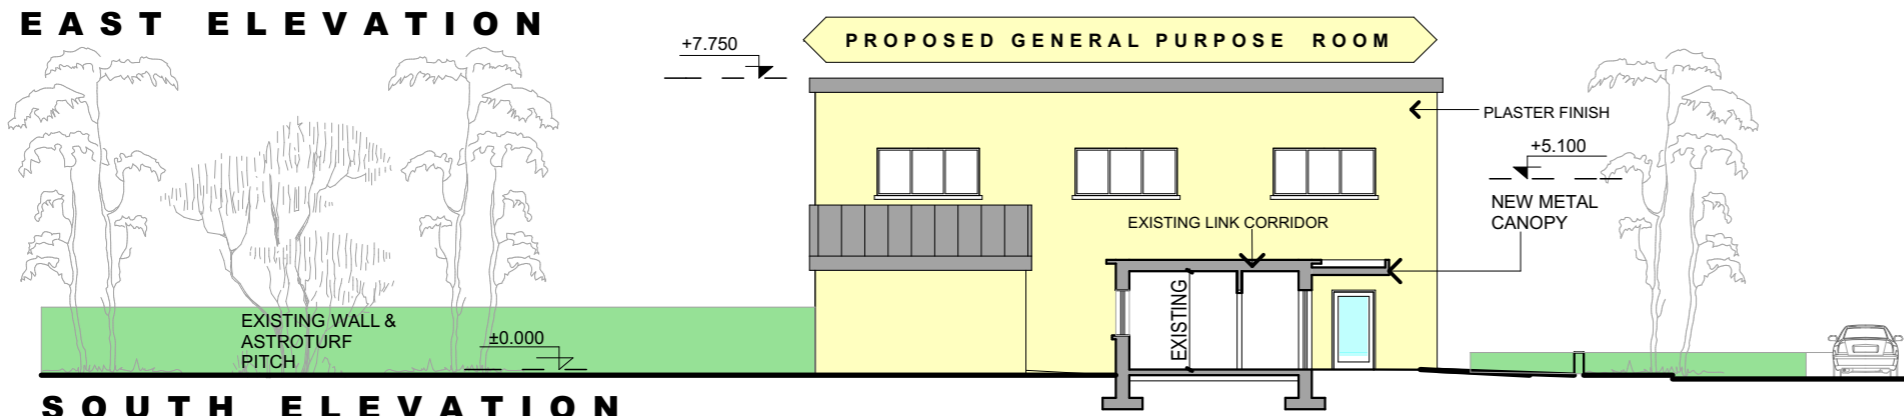 EAST ELEVATION
+7.750
PROPOSED GENERAL PURPOSE ROOM
PLASTER FINISH
+5.100
NEW METAL
CANOPY
EXISTING LINK CORRIDOR
EXISTING
EXISTING WALL &
ASTROTURF
PITCH
±0.000
SOUTH ELEVATION